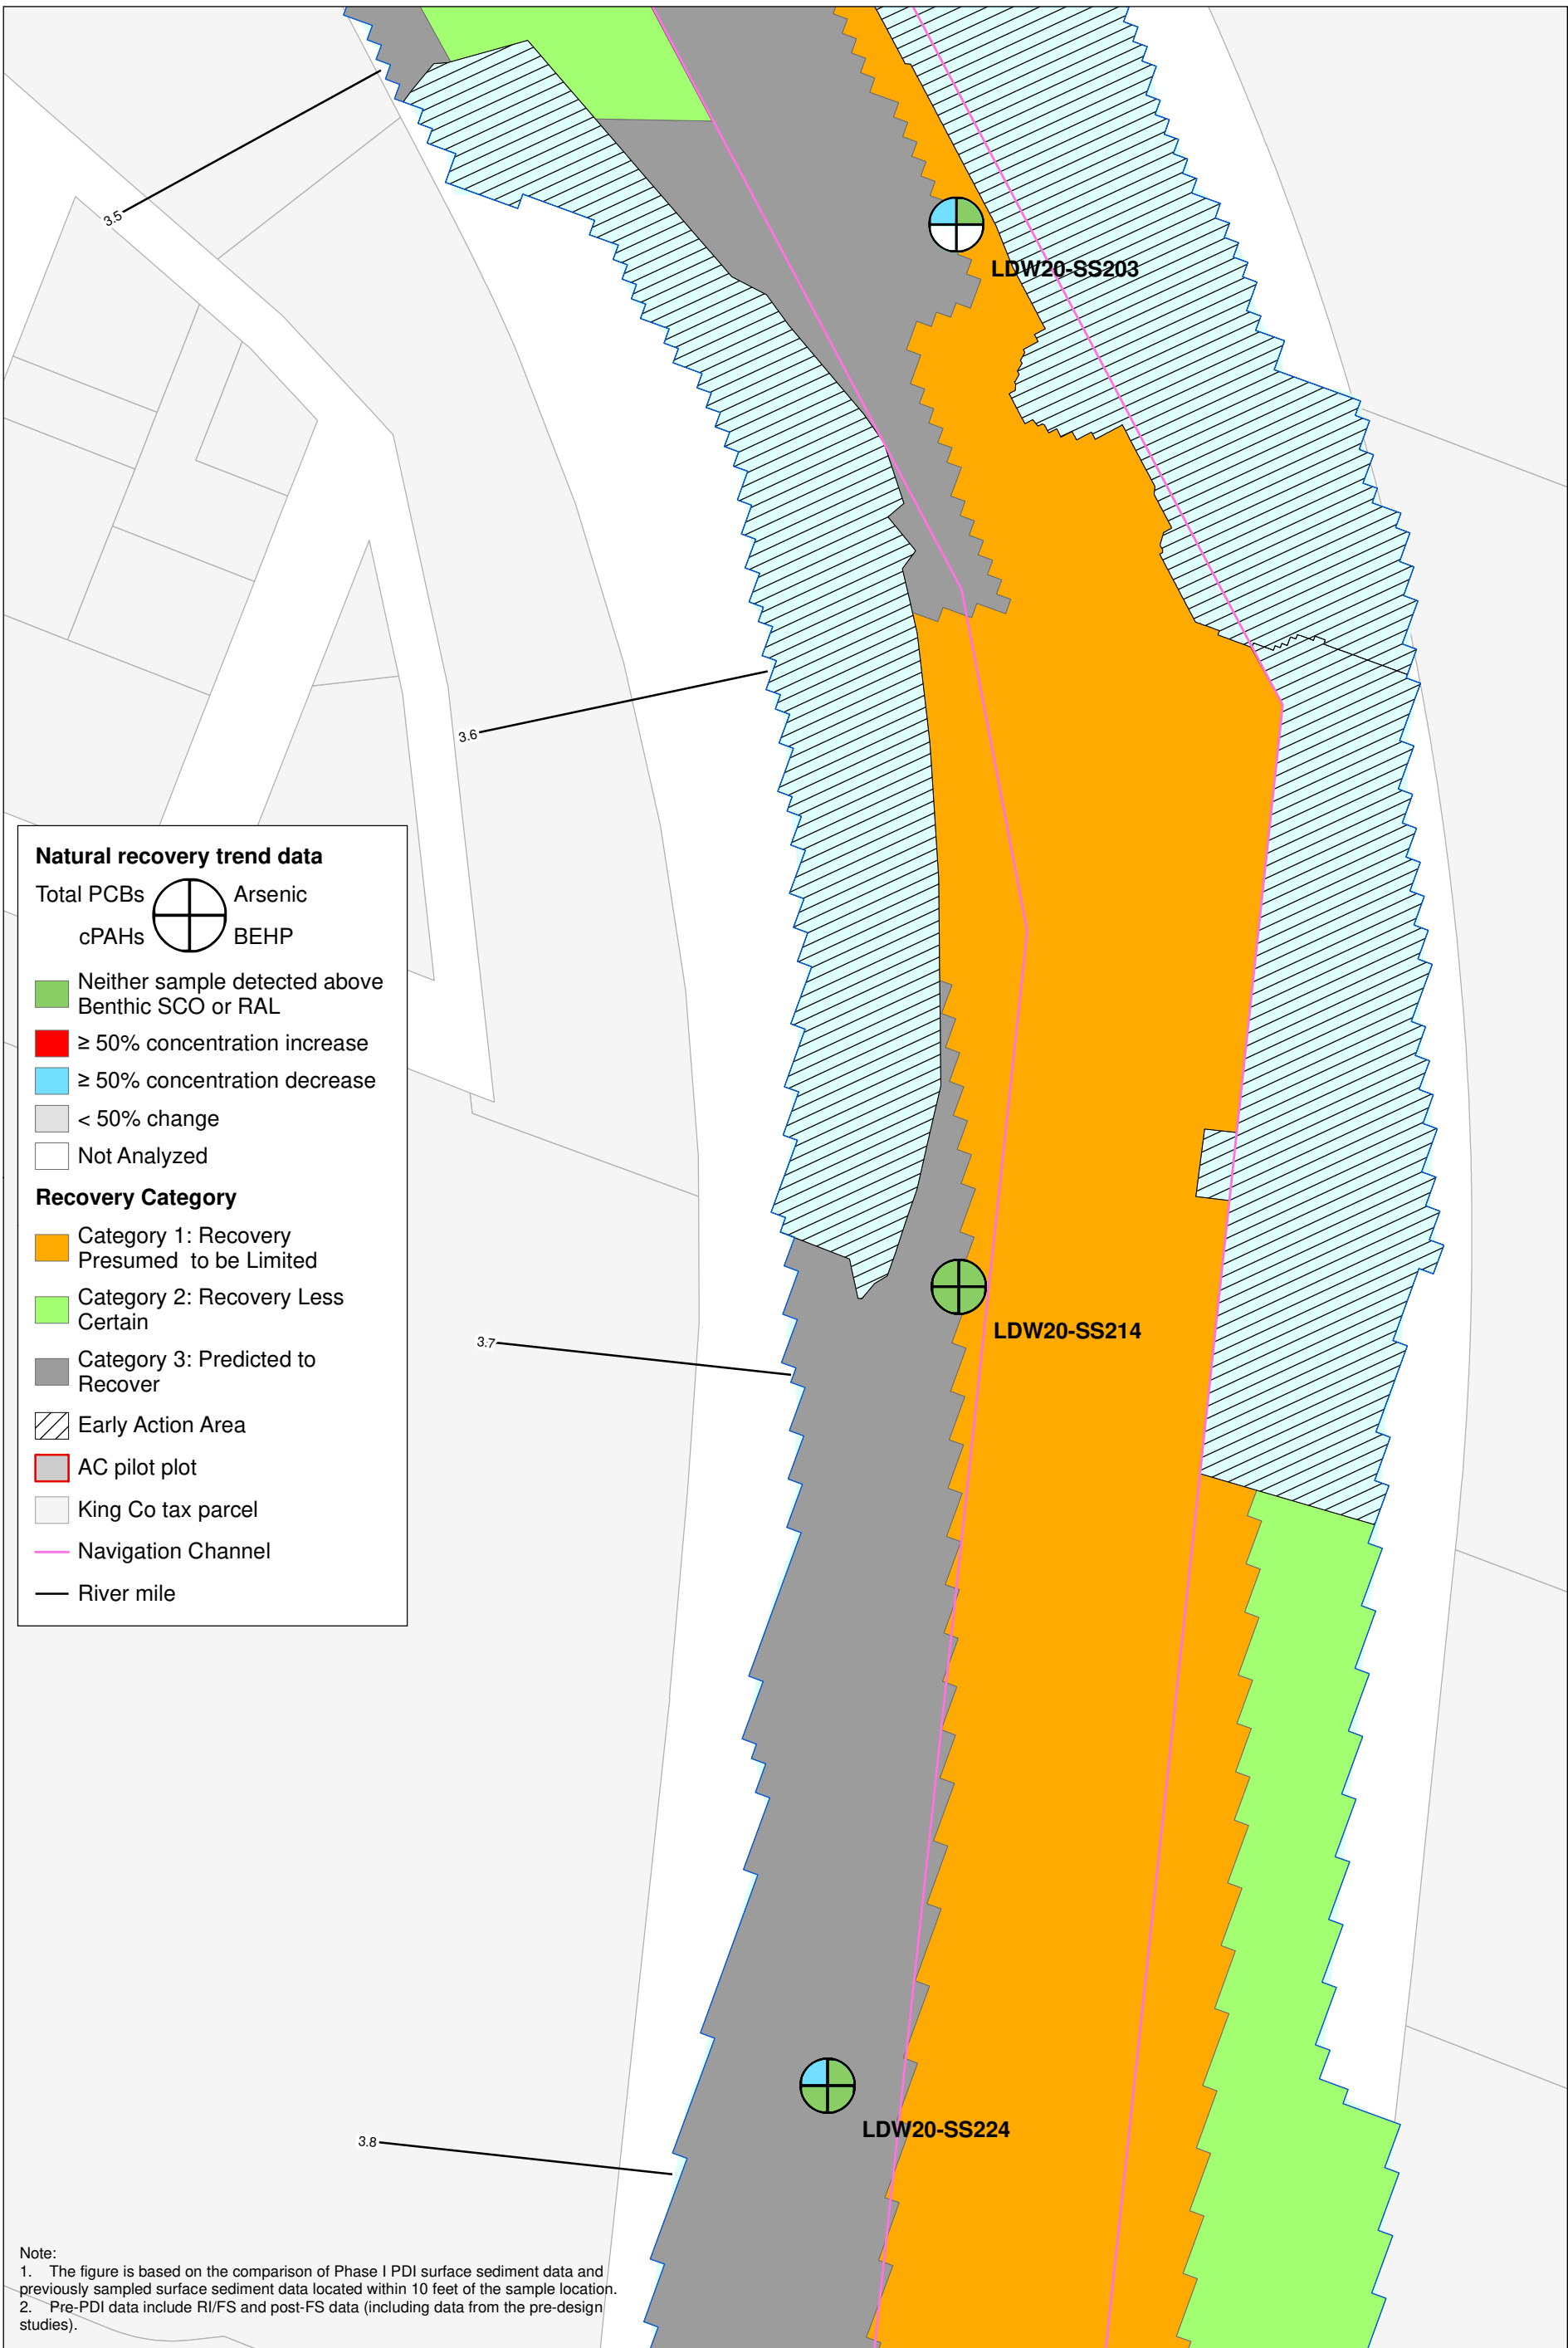 3.5
LDW20-SS203
3.6
Natural recovery trend data
Total PCBs
Arsenic
cPAHs
BEHP
Neither sample detected above
Benthic SCO or RAL
≥ 50% concentration increase
≥ 50% concentration decrease
< 50% change
Not Analyzed
Recovery Category
Category 1: Recovery
Presumed  to be Limited
Category 2: Recovery Less
Certain
Category 3: Predicted to
Recover
Early Action Area
AC pilot plot
King Co tax parcel
Navigation Channel
River mile
LDW20-SS214
3.7
LDW20-SS224
3.8
Note:
1.    The figure is based on the comparison of Phase I PDI surface sediment data and
previously sampled surface sediment data located within 10 feet of the sample location.
2.    Pre-PDI data include RI/FS and post-FS data (including data from the pre-design
studies).